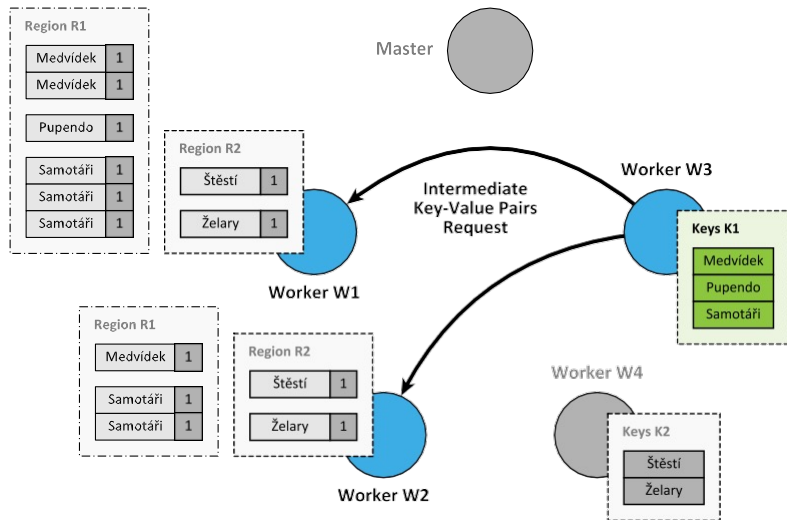 Region R1
Medvídek 1
Medvídek 1
Pupendo 1
Samotáři 1
Samotáři 1
Samotáři 1
Region R2
Štěstí 1
Želary 1
Worker W1
Master
Intermediate
Key-Value Pairs
Request
Worker W3
Keys K1
Medvídek
Pupendo
Samotáři
Region R1
Medvídek 1
Samotáři 1
Samotáři 1
Region R2
Štěstí 1
Želary 1
Worker W2
Worker W4
Keys K2
Štěstí
Želary